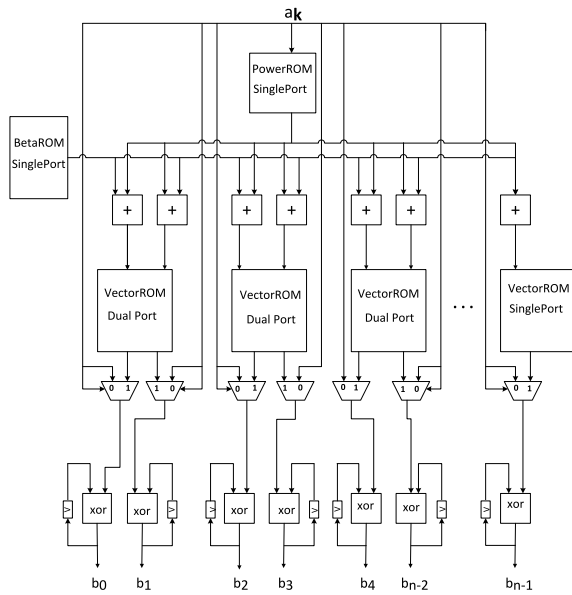 ak
PowerROM
SinglePort
BetaROM
SinglePort
+ + + + + + +
VectorROM
Dual Port
VectorROM
Dual Port
VectorROM
Dual Port
...
VectorROM
SinglePort
0 1 1 0 0 1 1 0 0 1 1 0 0 1
> xor xor > > xor xor > > xor xor > > xor
b0 b1 b2 b3 b4 bn-2 bn-1